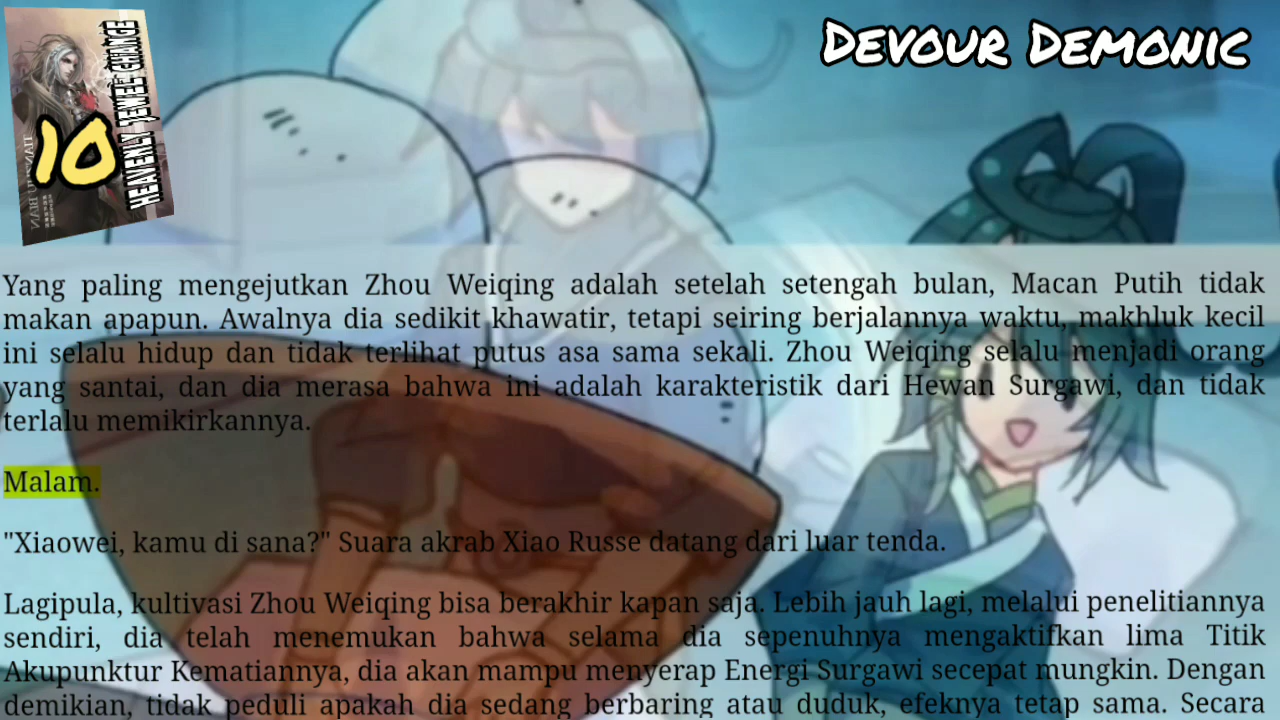 DEVOUR DEMONIC
HEAVENLY JEWEL CHANGE
10
Yang paling mengejutkan Zhou Weiqing adalah setelah setengah bulan, Macan Putih tidak
makan apapun. Awalnya dia sedikit khawatir, tetapi seiring berjalannya waktu, makhluk kecil
ini selalu hidup dan tidak terlihat putus asa sama sekali. Zhou Weiqing selalu menjadi orang
yang santai, dan dia merasa bahwa ini adalah karakteristik dari Hewan Surgawi, dan tidak
terlalu memikirkannya.
Malam.
"Xiaowei, kamu di sana?" Suara akrab Xiao Russe datang dari luar tenda.
Lagipula, kultivasi Zhou Weiqing bisa berakhir kapan saja. Lebih jauh lagi, melalui penelitiannya
sendiri, dia telah menemukan bahwa selama dia sepenuhnya mengaktifkan lima Titik
Akupunktur Kematiannya, dia akan mampu menyerap Energi Surgawi secepat mungkin. Dengan
demikian, tidak peduli apakah dia sedang berbaring atau duduk, efeknya tetap sama. Secara